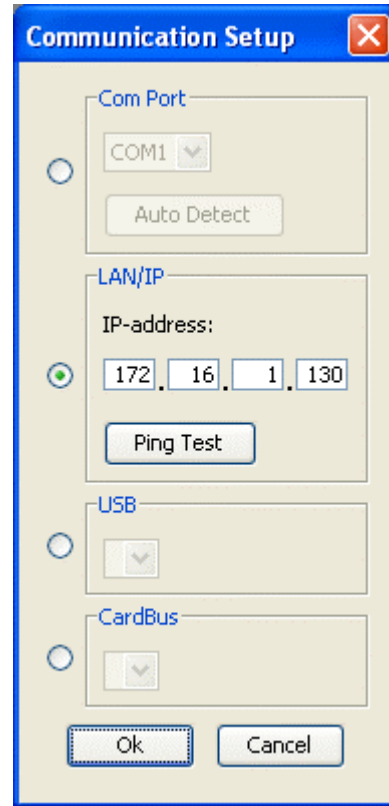 Communication Setup
Com Port
COM1
Auto Detect
LAN/IP
IP-address:
172 . 16 . 1 . 130
Ping Test
USB
CardBus
Ok Cancel